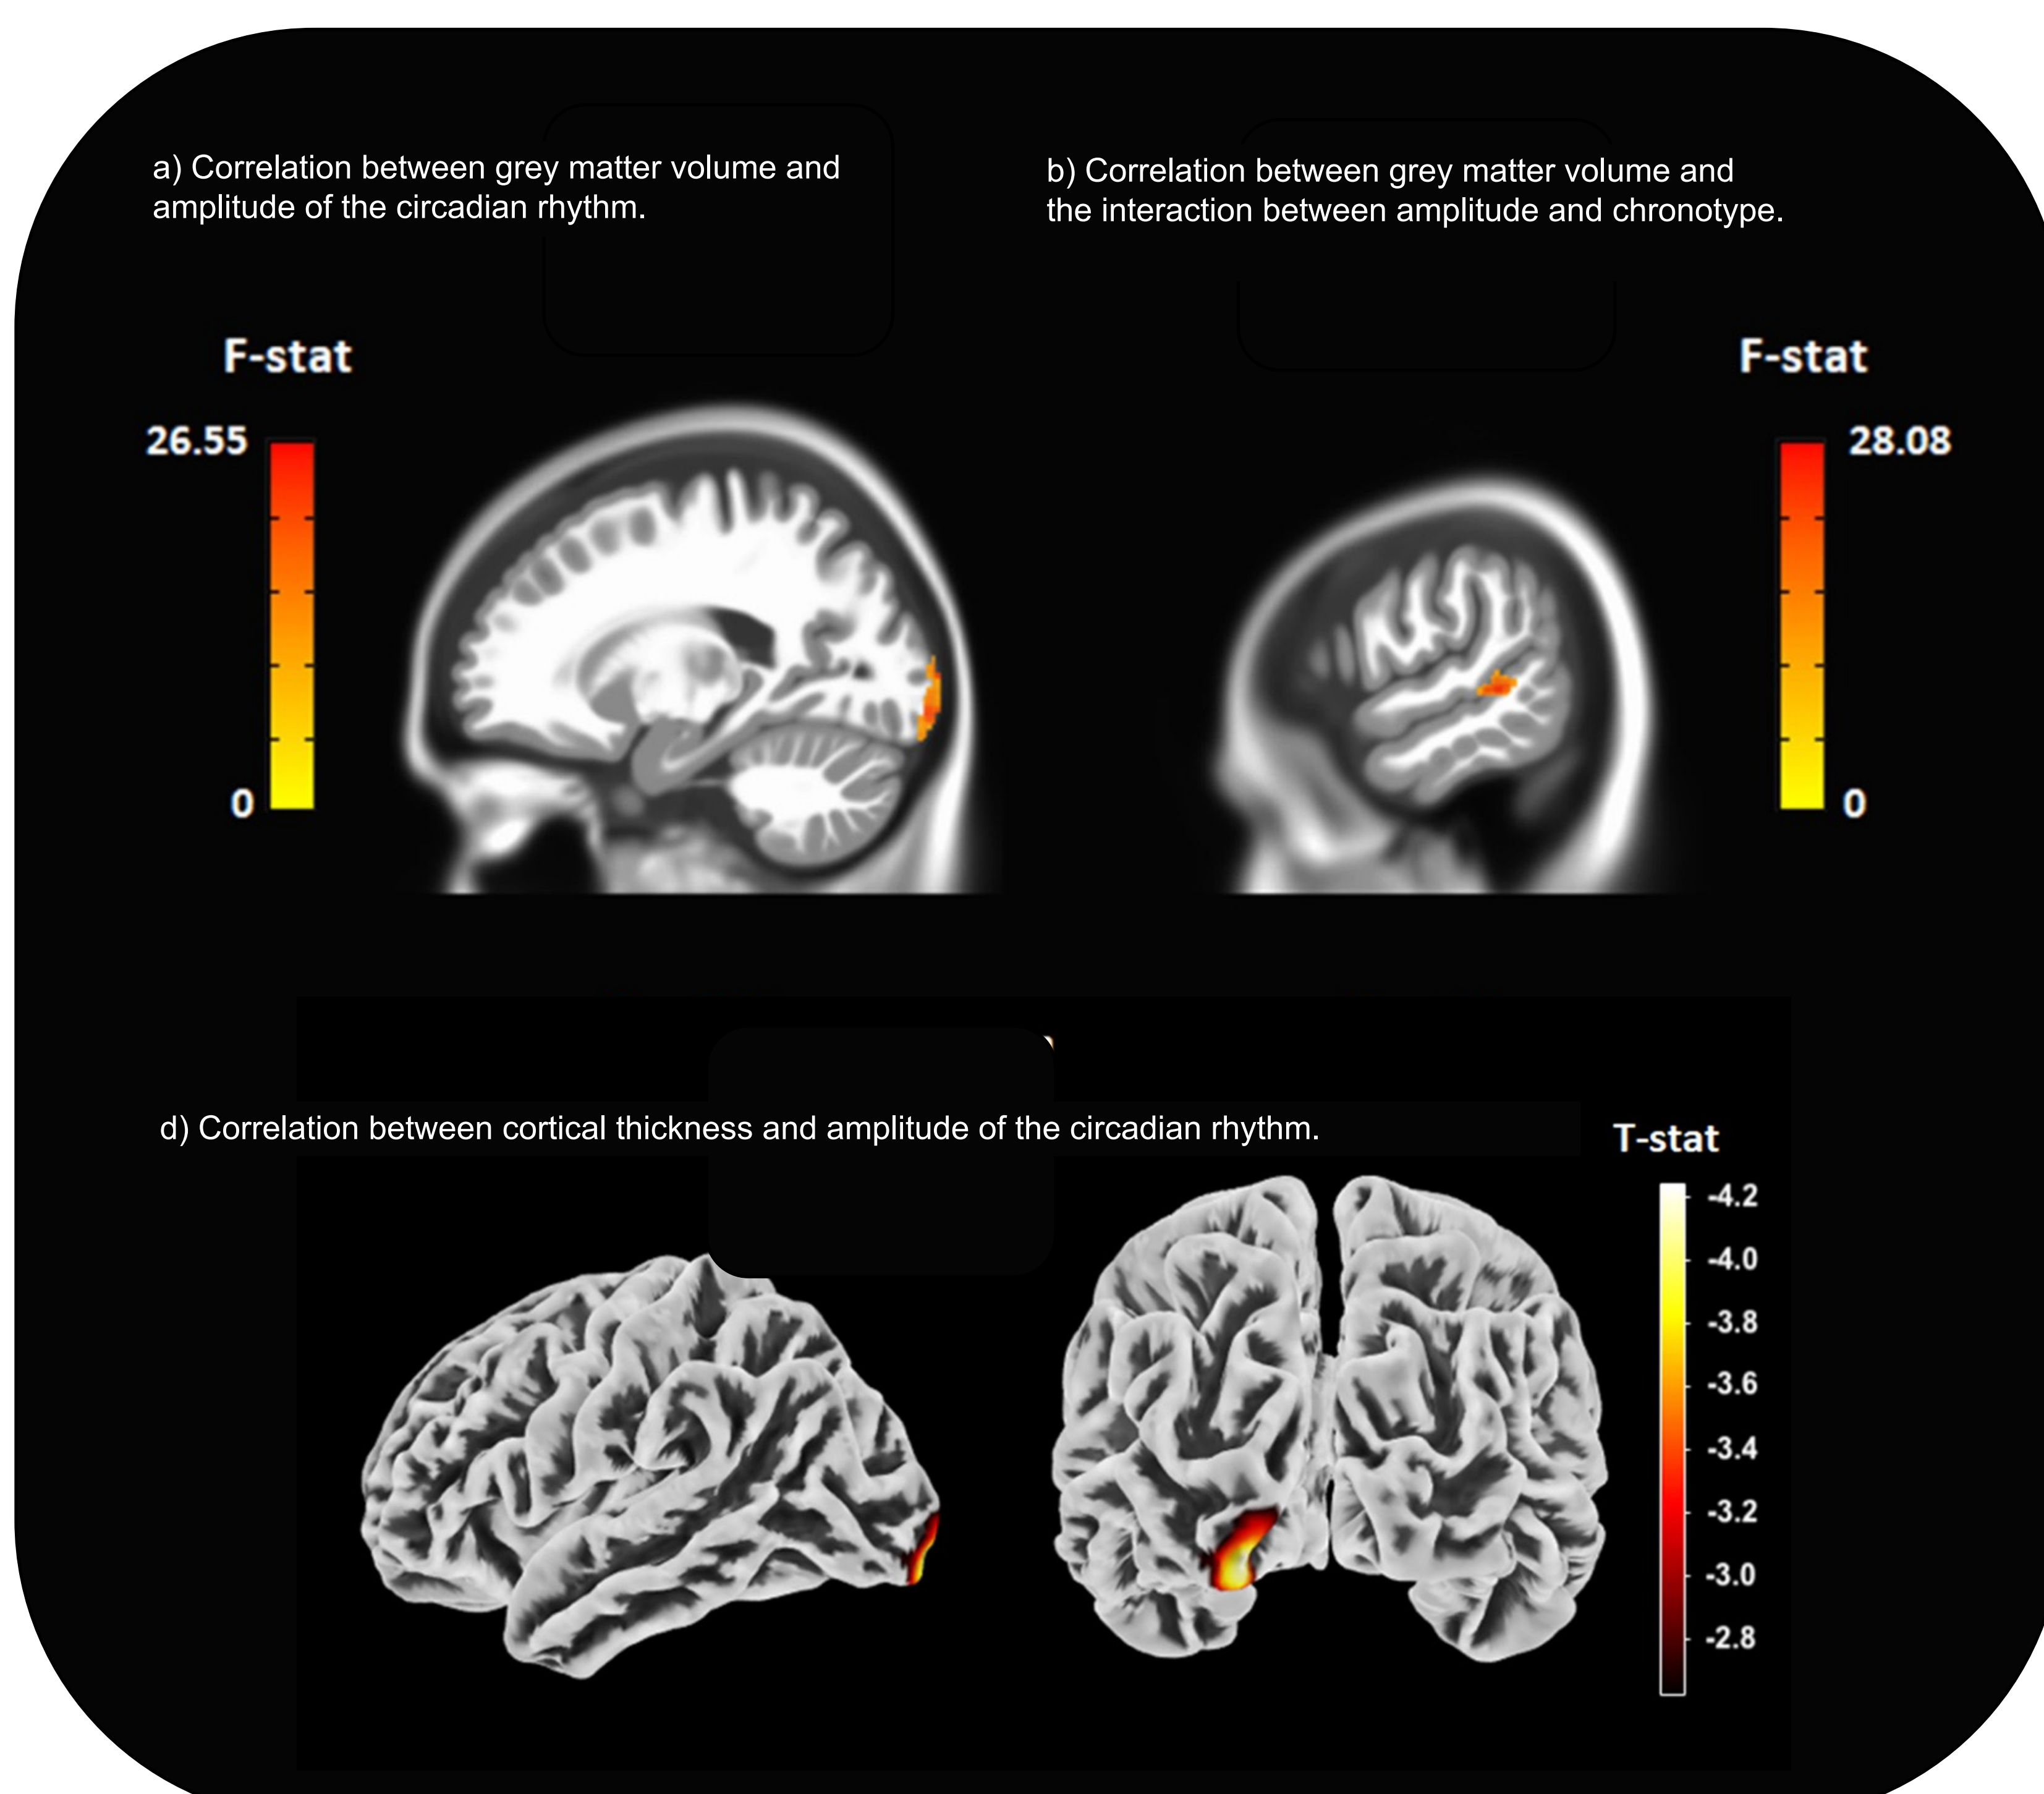 a) Correlation between grey matter volume and
amplitude of the circadian rhythm.
b) Correlation between grey matter volume and
the interaction between amplitude and chronotype.
F-stat
26.55
0
F-stat
28.08
0
d) Correlation between cortical thickness and amplitude of the circadian rhythm.
T-stat
-4.2
-4.0
-3.8
-3.6
-3.4
-3.2
-3.0
-2.8